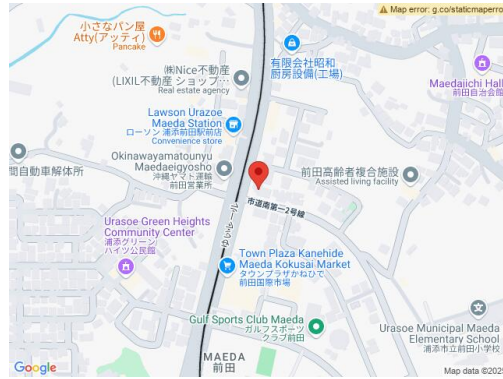 Map error: g.co/staticmaperro
小さなパン屋
Atty(アッティ)
Pancake
有限会社昭和
厨房設備(工場)
㈱Nice不動産
(LIXIL不動産 ショップ...
Real estate agency
Maedaiichi Hall
前田自治会館
Lawson Urazoe
Maeda Station
ローソン 浦添前田駅前店
Convenience store
間自動車解体所
Okinawayamatounyu
Maedaeigyosho
沖縄ヤマト運輸
前田営業所
前田高齢者複合施設
Assisted living facility
市道南第一2号線
Urasoe Green Heights
Community Center
浦添グリーン
ハイツ公民館
てだこうらさ
Town Plaza Kanehide
Maeda Kokusai Market
タウンプラザかねひで
前田国際市場
Gulf Sports Club Maeda
ガルフスポーツ
クラブ前田
Urasoe Municipal Maeda
Elementary School
浦添市立前田小学校
MAEDA
前田
Google
Map data ©2025